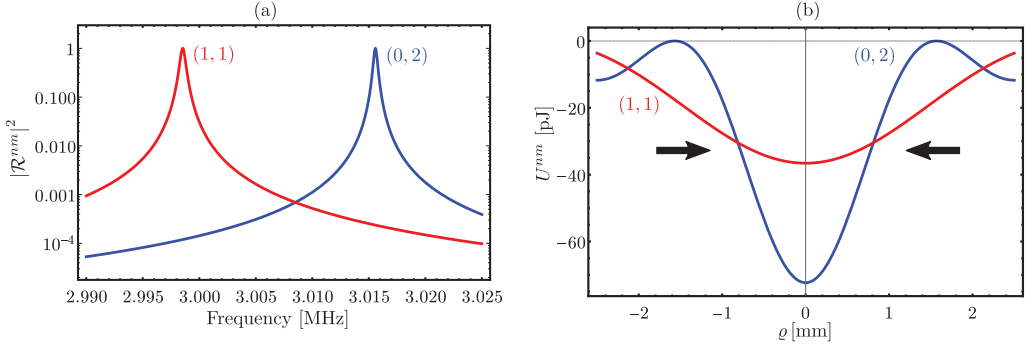 (a)
(1, 1)
(0, 2)
1
0.100
0.010
0.001
10⁻⁴
|ℛⁿᵐ|²
2.990 2.995 3.000 3.005 3.010 3.015 3.020 3.025
Frequency [MHz]
(b)
(0, 2)
(1, 1)
0
−20
−40
−60
Uⁿᵐ [pJ]
−2 −1 0 1 2
ϱ [mm]